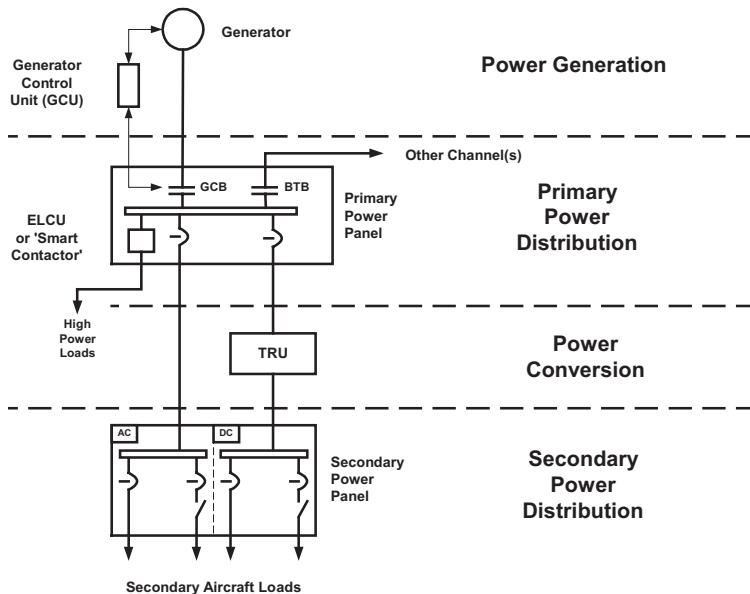 Generator
Generator
Control
Unit (GCU)
Power Generation
Other Channel(s)
GCB
BTB
Primary
Power
Panel
Primary
Power
Distribution
ELCU
or 'Smart
Contactor'
High
Power
Loads
TRU
Power
Conversion
AC
DC
Secondary
Power
Panel
Secondary
Power
Distribution
Secondary Aircraft Loads